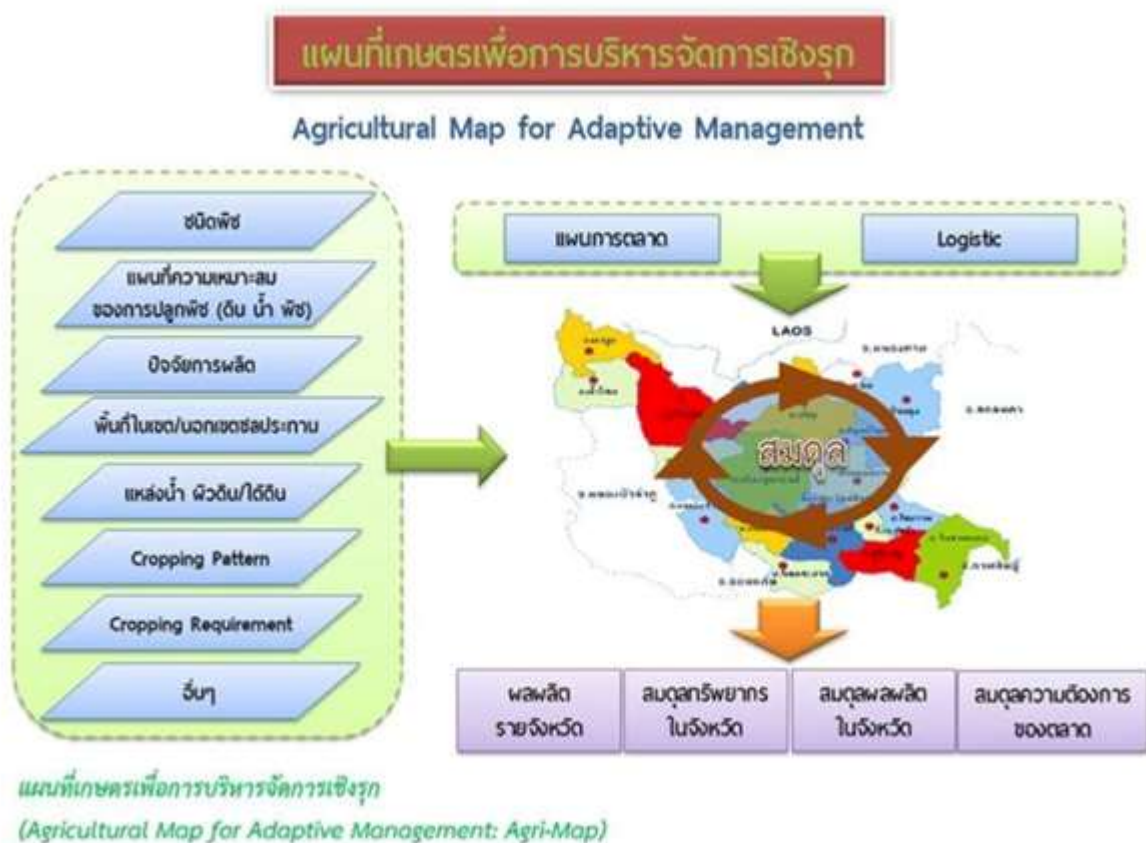 แผนที่เกษตรเพื่อการบริหารจัดการเชิงรุก
Agricultural Map for Adaptive Management
ชนิดพืช
แผนที่ความเหมาะสม
ของการปลูกพืช (ดิน น้ำ พืช)
ปัจจัยการผลิต
พื้นที่ในเขต/นอกเขตชลประทาน
แหล่งน้ำ ผิวดิน/ใต้ดิน
Cropping Pattern
Cropping Requirement
อื่นๆ
แผนการตลาด
Logistic
LAOS
สมดุล
ผลผลิต
รายจังหวัด
สมดุลทรัพยากร
ในจังหวัด
สมดุลผลผลิต
ในจังหวัด
สมดุลความต้องการ
ของตลาด
แผนที่เกษตรเพื่อการบริหารจัดการเชิงรุก
(Agricultural Map for Adaptive Management: Agri-Map)